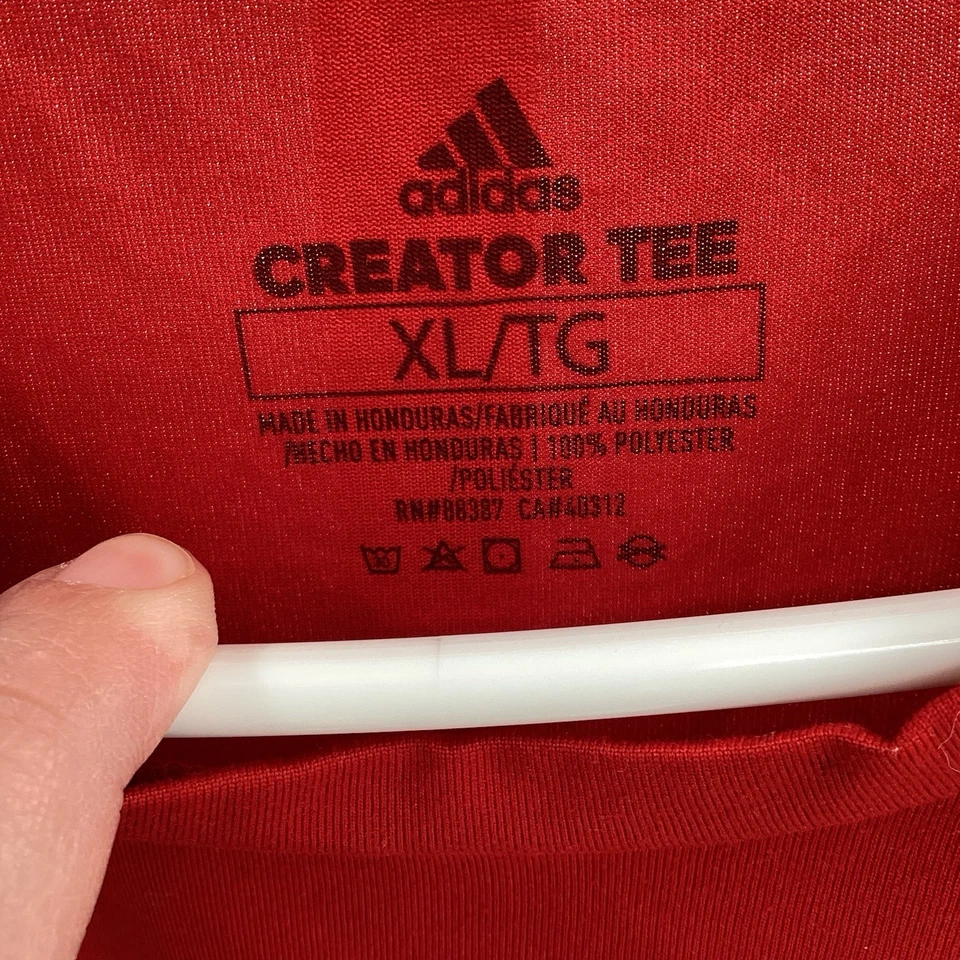 adidas
CREATOR TEE
XL/TG
MADE IN HONDURAS/FABRIQUÉ AU HONDURAS
/HECHO EN HONDURAS | 100% POLYESTER
/POLIÉSTER
RN#88387 CA#40312